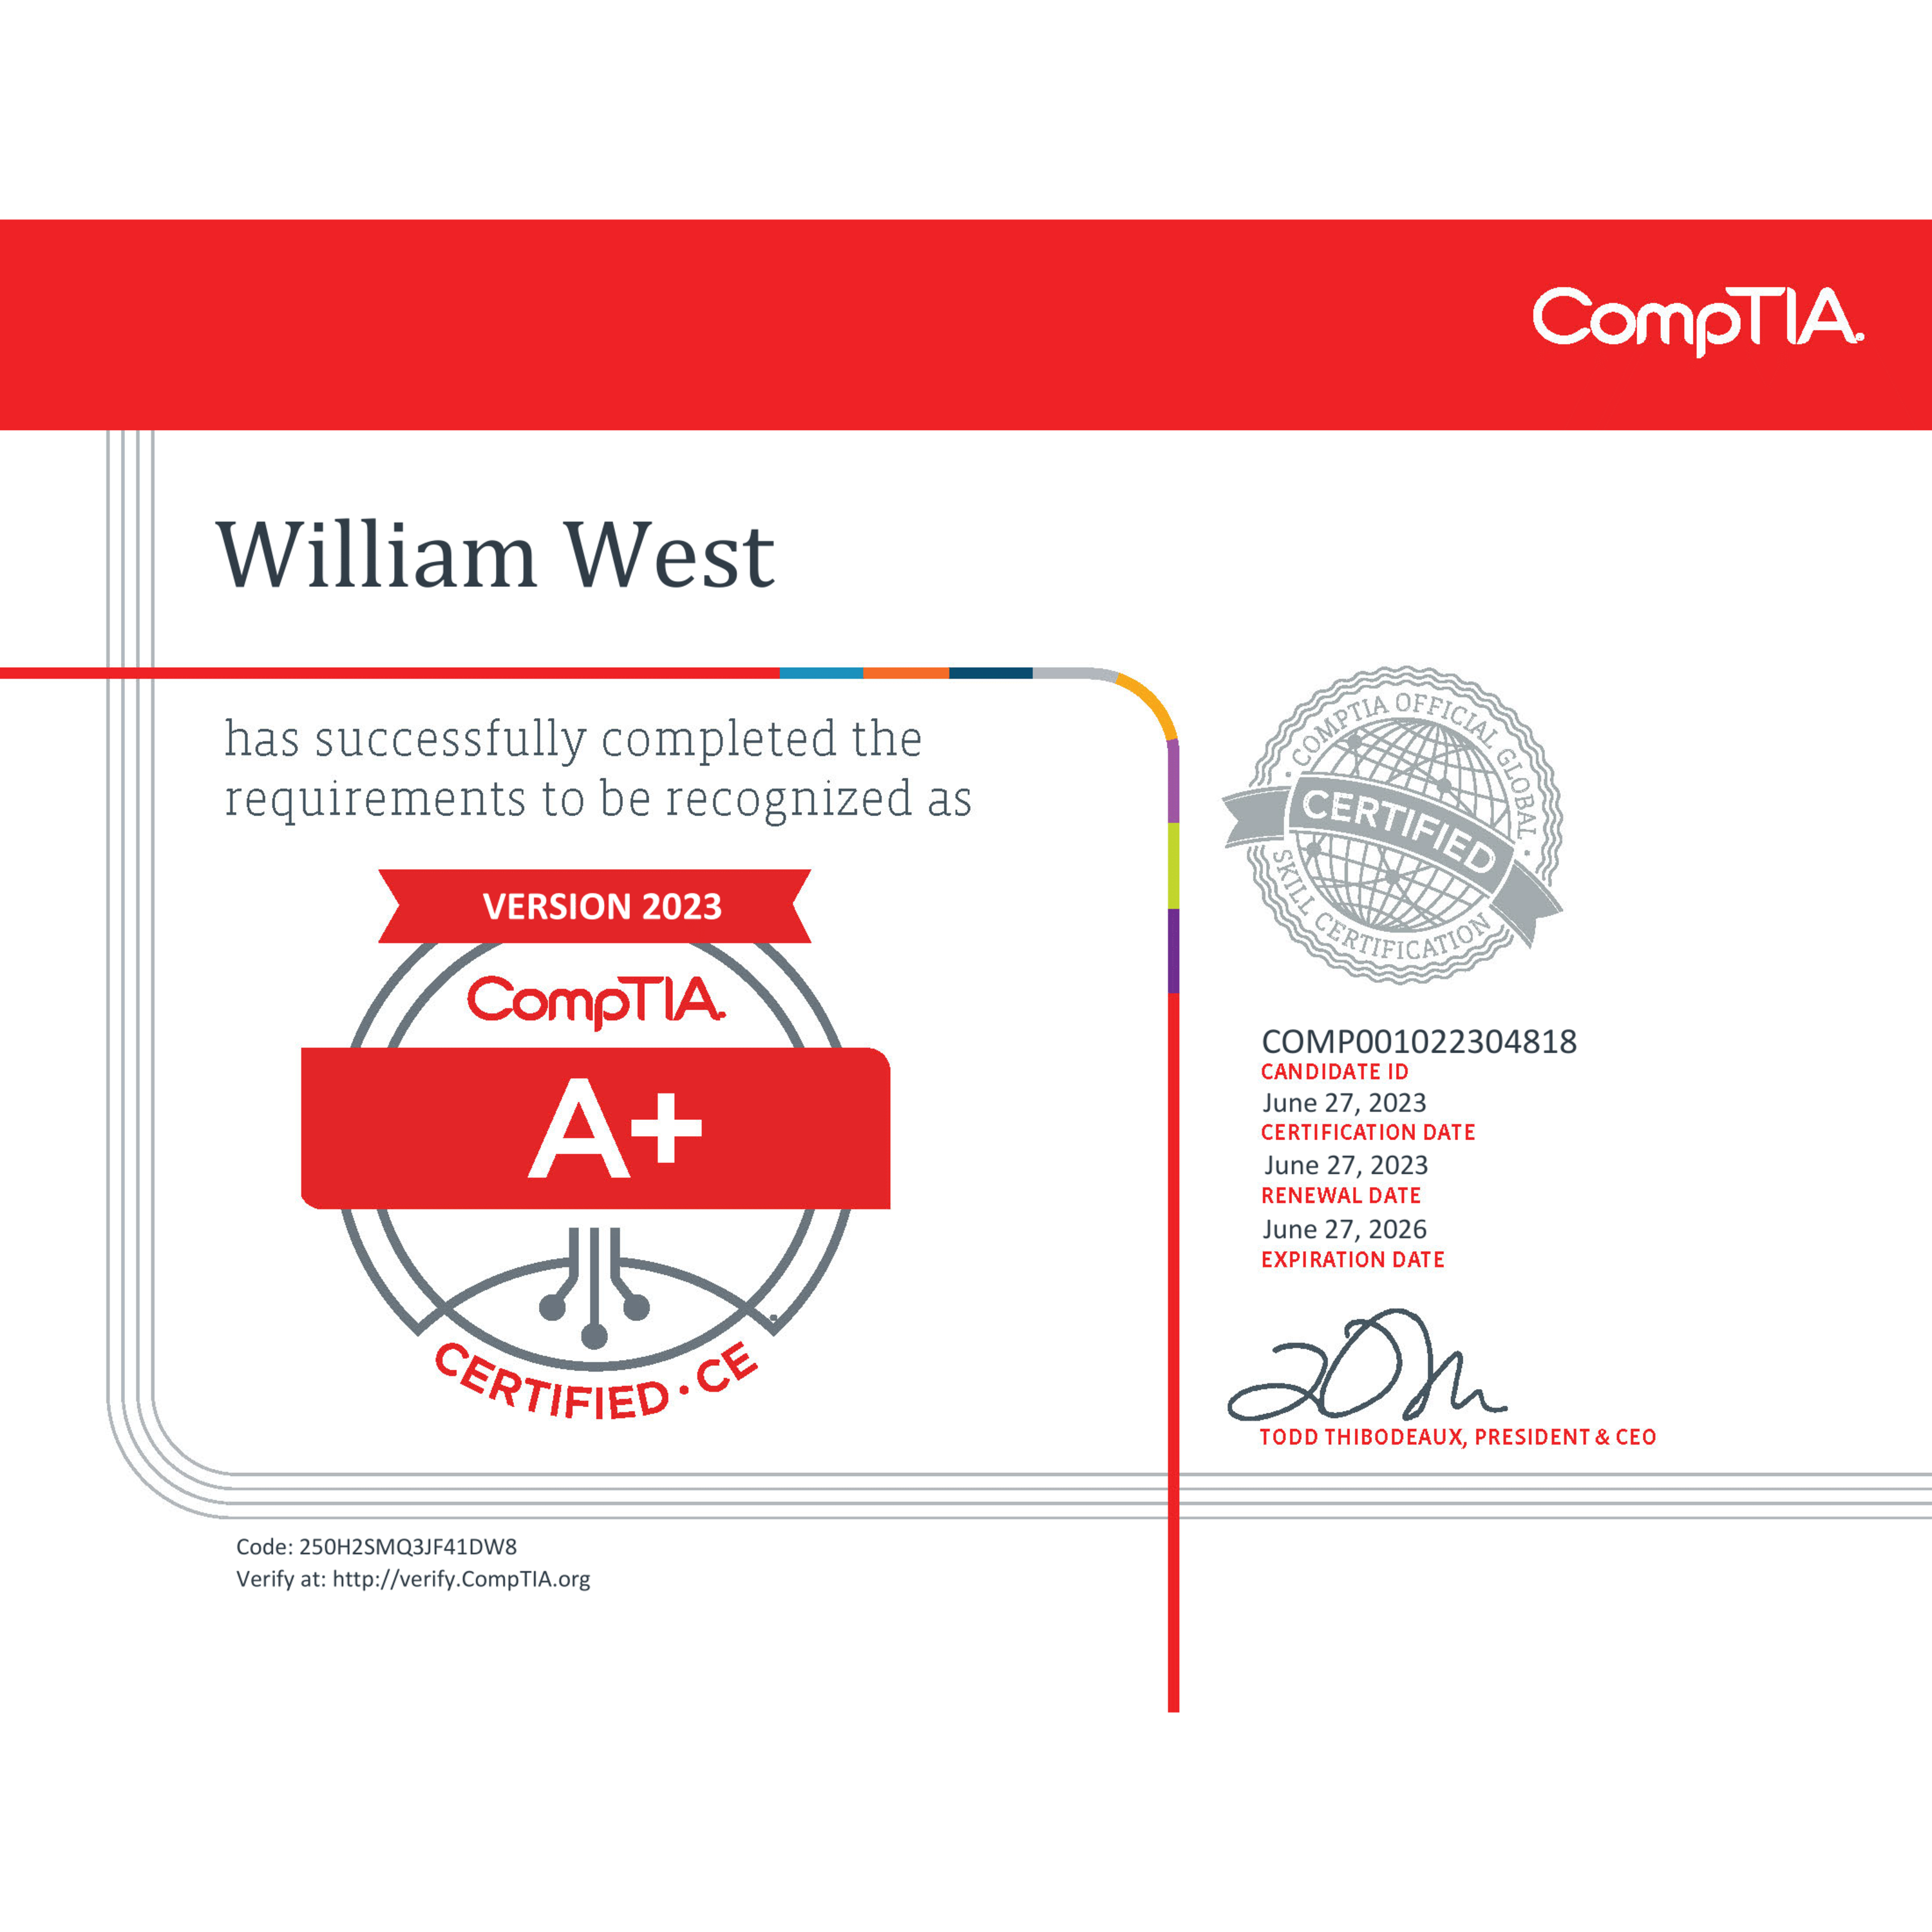 CompTIA.
William West
has successfully completed the
requirements to be recognized as
VERSION 2023
CompTIA.
A+
CERTIFIED · CE
· COMPTIA OFFICIAL GLOBAL ·
CERTIFIED
SKILL CERTIFICATION
COMP001022304818
CANDIDATE ID
June 27, 2023
CERTIFICATION DATE
June 27, 2023
RENEWAL DATE
June 27, 2026
EXPIRATION DATE
TODD THIBODEAUX, PRESIDENT & CEO
Code: 250H2SMQ3JF41DW8
Verify at: http://verify.CompTIA.org